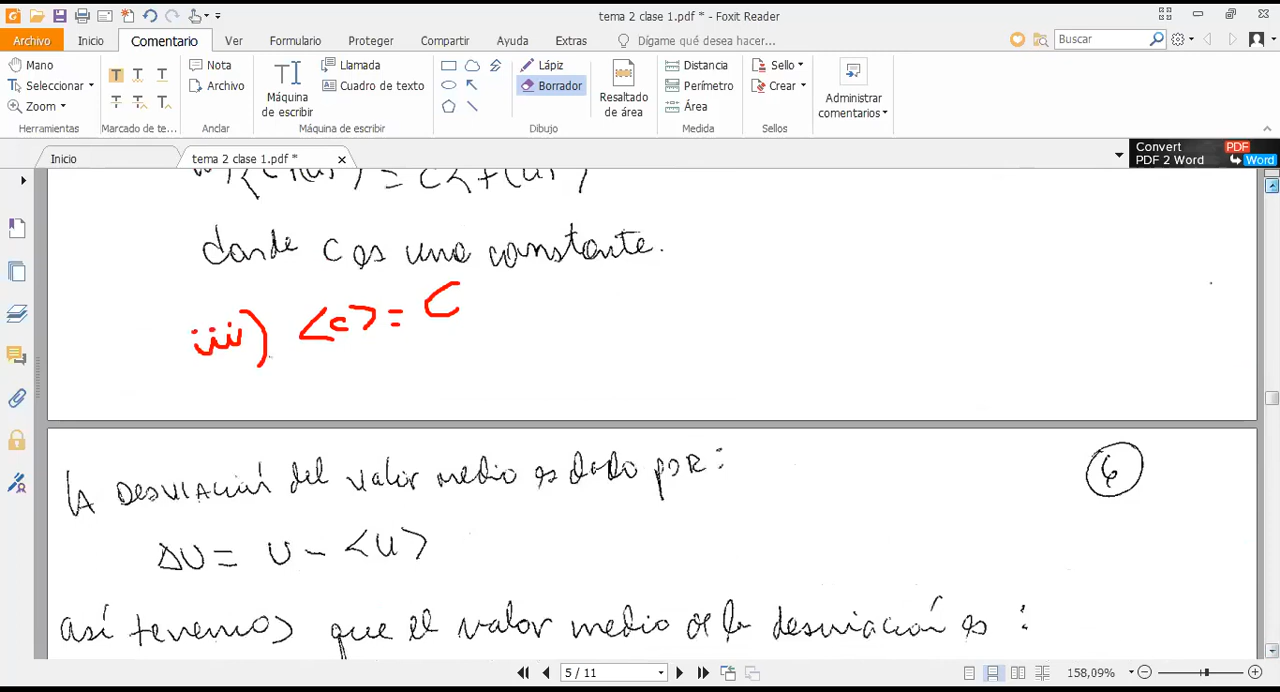 tema 2 clase 1.pdf * - Foxit Reader
Archivo Inicio Comentario Ver Formulario Proteger Compartir Ayuda Extras Dígame qué desea hacer... Buscar
Mano Nota Llamada Lápiz Distancia Sello
Seleccionar Archivo Cuadro de texto Borrador Perímetro Crear
Zoom Máquina de escribir Resaltado de área Área Administrar comentarios
Herramientas Marcado de te... Anclar Máquina de escribir Dibujo Medida Sellos
Inicio tema 2 clase 1.pdf * Convert PDF
PDF 2 Word Word
donde C es una constante.
iiii) <c> = C
LA DESVIACIÓN del valor medio es dado por: 6
ΔU = U - <U>
así tenemos que el valor medio de la desviación es :
5 / 11 158,09%